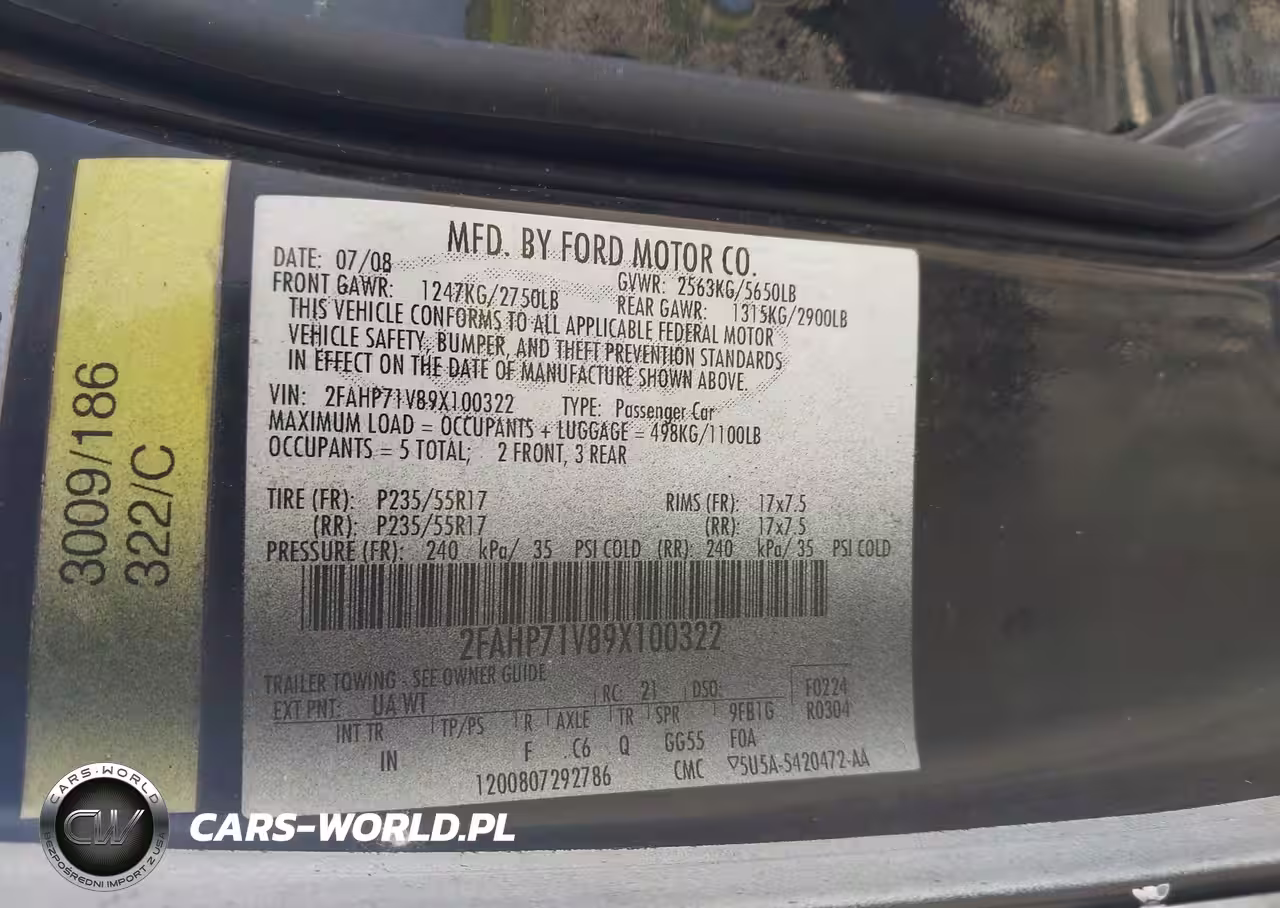 3009/186
322/C
MFD. BY FORD MOTOR CO.
DATE: 07/08 GVWR: 2563KG/5650LB
FRONT GAWR: 1247KG/2750LB REAR GAWR: 1315KG/2900LB
THIS VEHICLE CONFORMS TO ALL APPLICABLE FEDERAL MOTOR
VEHICLE SAFETY, BUMPER, AND THEFT PREVENTION STANDARDS
IN EFFECT ON THE DATE OF MANUFACTURE SHOWN ABOVE.
VIN: 2FAHP71V89X100322 TYPE: Passenger Car
MAXIMUM LOAD = OCCUPANTS + LUGGAGE = 498KG/1100LB
OCCUPANTS = 5 TOTAL; 2 FRONT, 3 REAR
TIRE (FR): P235/55R17 RIMS (FR): 17x7.5
(RR): P235/55R17 (RR): 17x7.5
PRESSURE (FR): 240 kPa/ 35 PSI COLD (RR): 240 kPa/ 35 PSI COLD
2FAHP71V89X100322
TRAILER TOWING - SEE OWNER GUIDE
EXT PNT: UA WT RC: 21 DSO: F0224
INT TR TP/PS R AXLE TR SPR 9FB1G R0304
IN F C6 Q GG55 F0A
1200807292786 CMC ▽5U5A-5420472-AA
CARS-WORLD
CW
BEZPOŚREDNI IMPORT Z USA
CARS-WORLD.PL